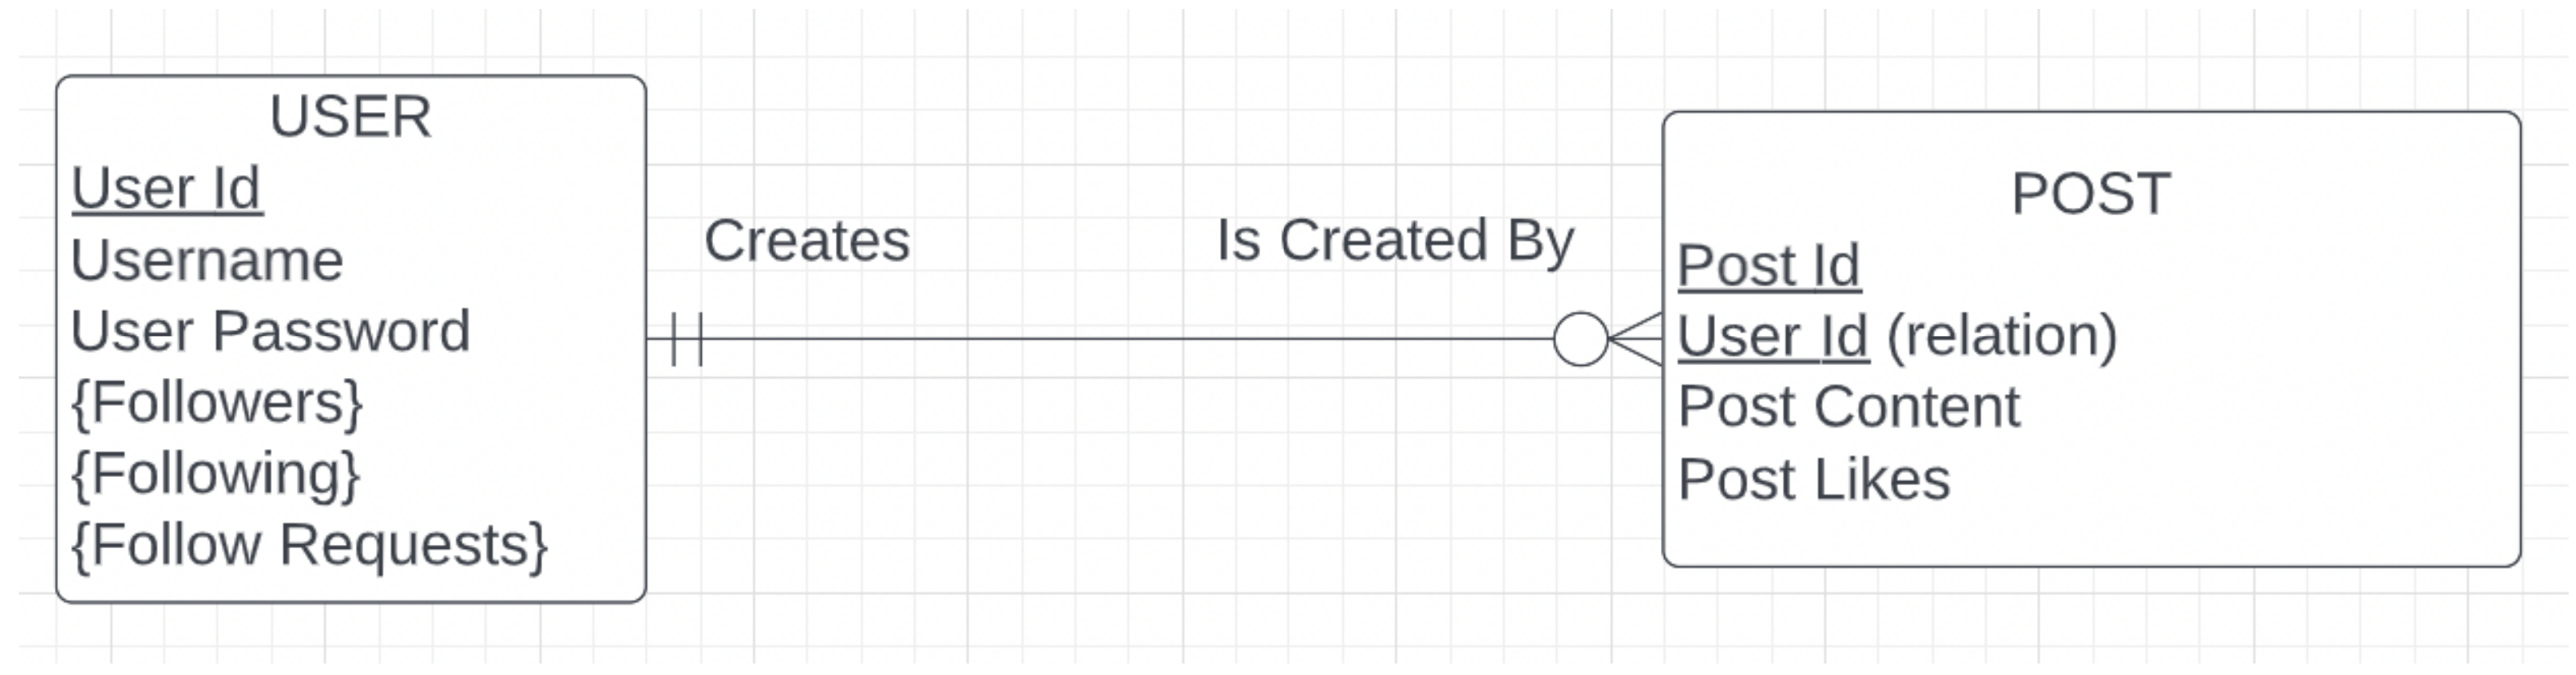 USER
User Id
Username
User Password
{Followers}
{Following}
{Follow Requests}
Creates
Is Created By
POST
Post Id
User Id (relation)
Post Content
Post Likes